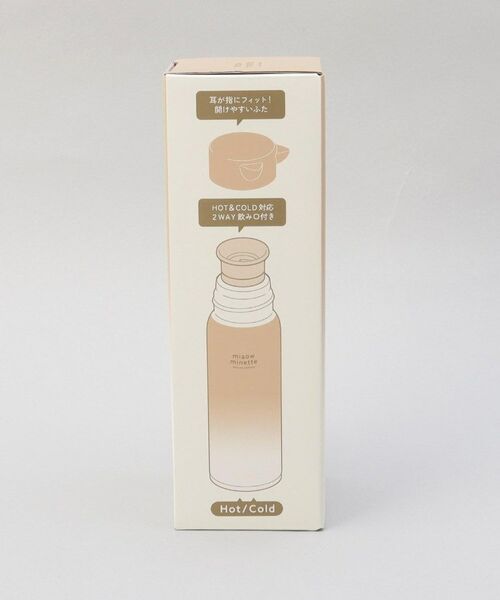 耳が指にフィット!
開けやすいふた
HOT&COLD対応
2WAY飲み口付き
miaow
minette
Hot/Cold